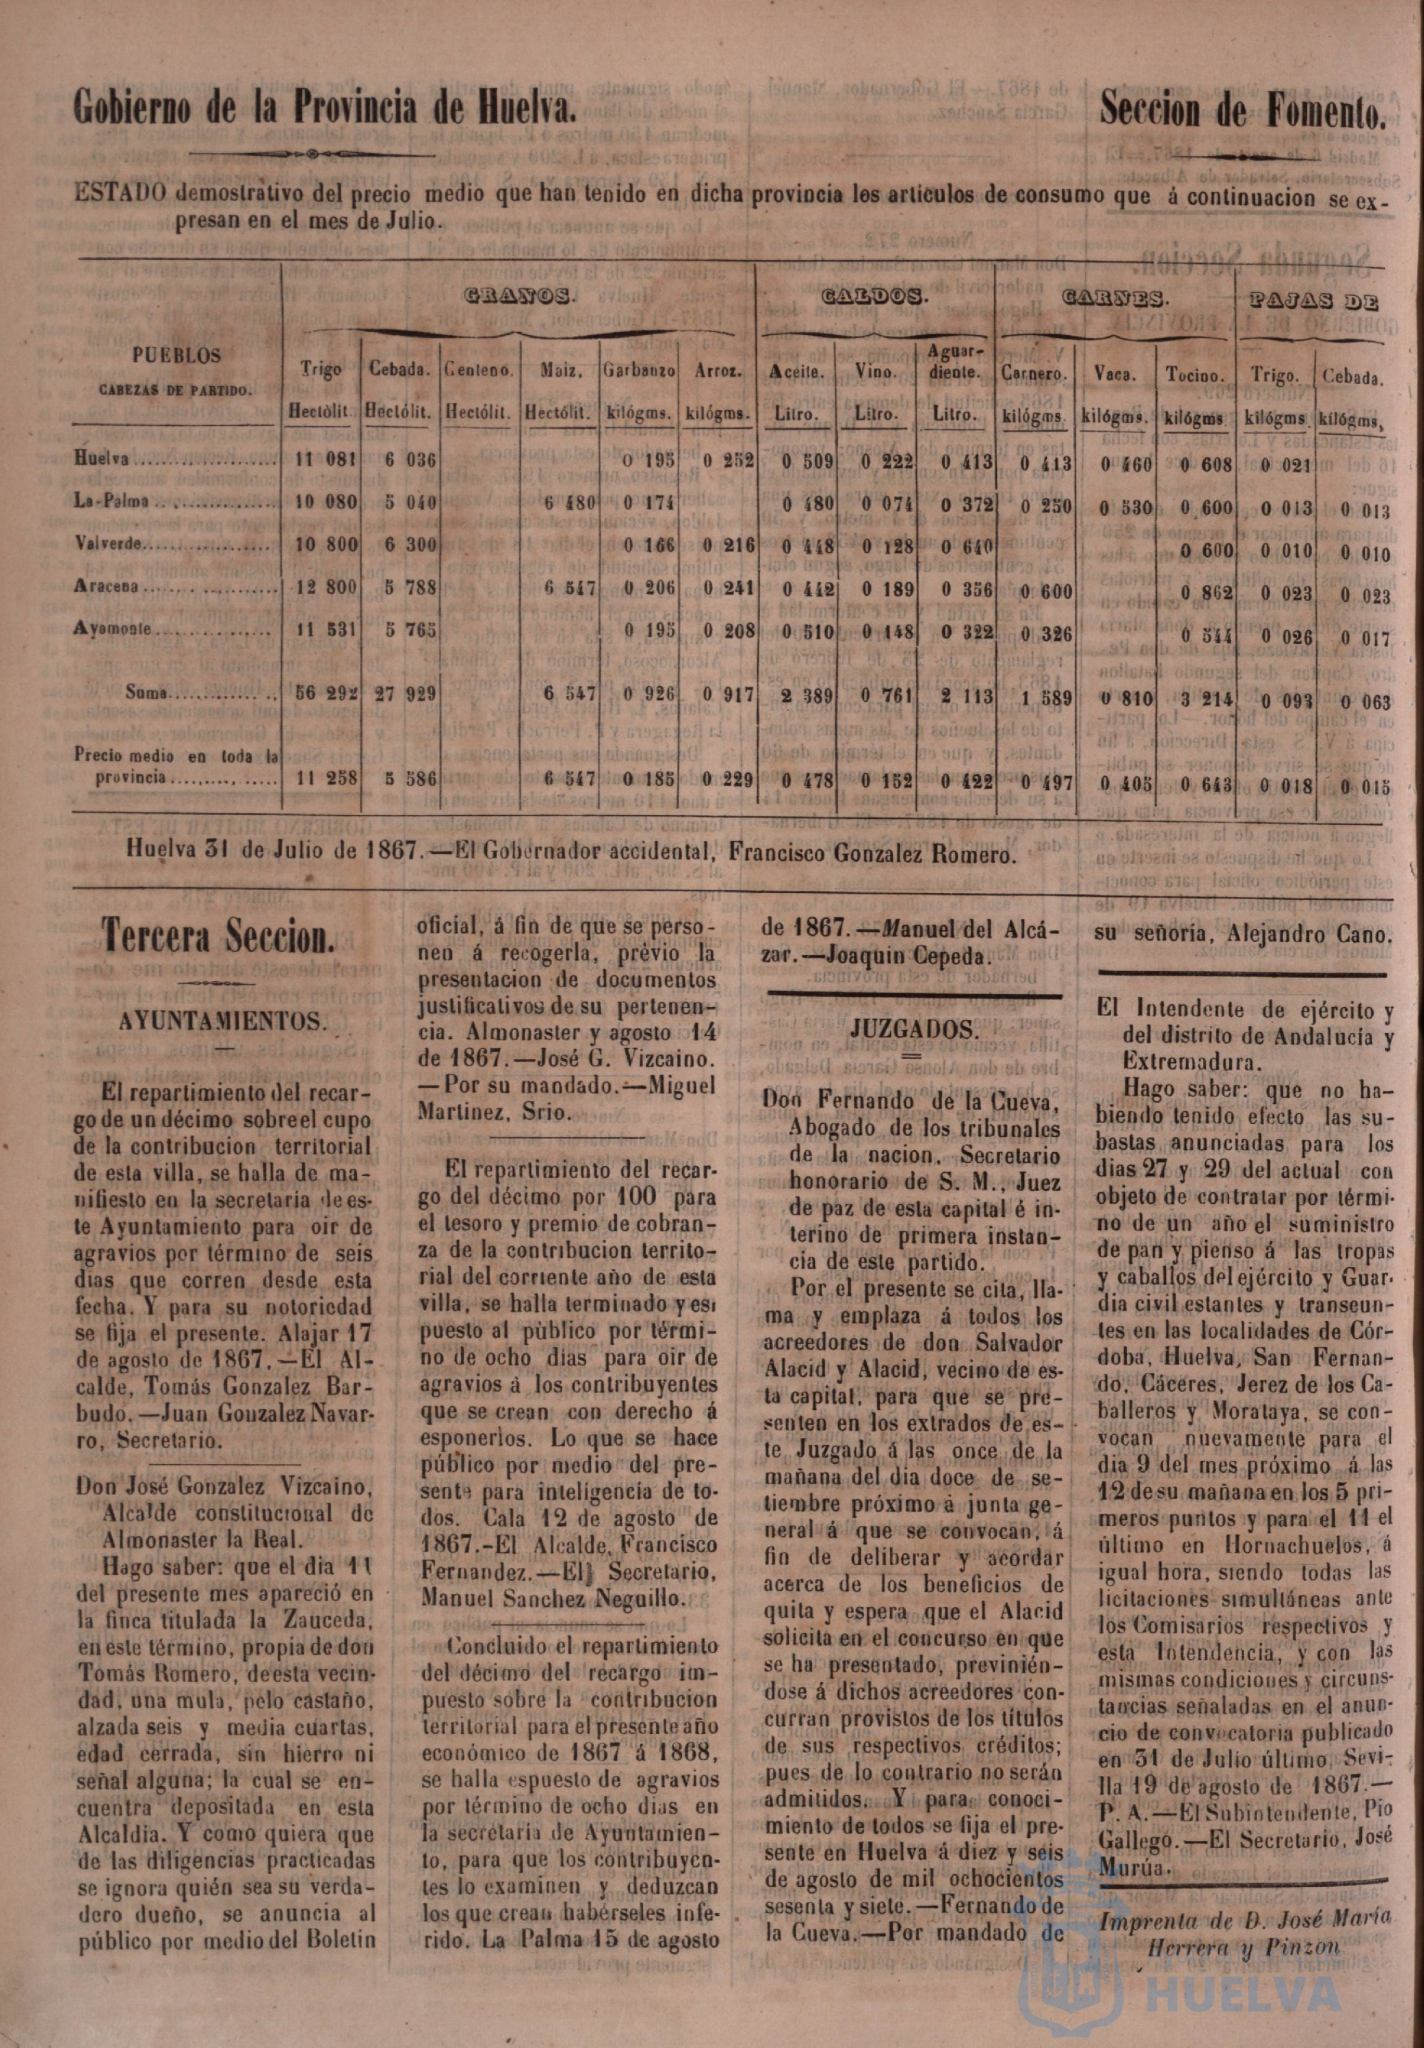 Gobierno de la Provincia de Huelva.
Seccion de Fomento.
ESTADO demostrativo del precio medio que han tenido en dicha provincia los articulos de consumo que á continuacion se ex-
presan en el mes de Julio.
GRANOS. CALDOS. CARNES. PAJAS DE
PUEBLOS
CABEZAS DE PARTIDO.
Trigo Cebada. Centeno. Maiz. Garbanzo Arroz. Aceite. Vino. Aguar-diente. Carnero. Vaca. Tocino. Trigo. Cebada.
Hectòlit. Hectólit. Hectólit. Hectólit. kilógms. kilógms. Litro. Litro. Litro. kilógms. kilógms. kilógms kilógms. kilógms,
Huelva 11 081 6 036 0 195 0 252 0 509 0 222 0 413 0 413 0 460 0 608 0 021
La-Palma 10 080 5 040 6 480 0 174 0 480 0 074 0 372 0 250 0 530 0 600 0 013 0 013
Valverde 10 800 6 300 0 166 0 216 0 448 0 128 0 640 0 600 0 010 0 010
Aracena 12 800 5 788 6 547 0 206 0 241 0 442 0 189 0 356 0 600 0 862 0 023 0 023
Ayamonte 11 531 5 765 0 195 0 208 0 510 0 148 0 322 0 326 0 544 0 026 0 017
Suma 56 292 27 929 6 547 0 926 0 917 2 389 0 761 2 113 1 589 0 810 3 214 0 093 0 063
Precio medio en toda la
provincia 11 258 5 586 6 547 0 185 0 229 0 478 0 152 0 422 0 497 0 405 0 643 0 018 0 015
Huelva 31 de Julio de 1867.—El Gobernador accidental, Francisco Gonzalez Romero.
Tercera Seccion.
AYUNTAMIENTOS.
El repartimiento del recar-
go de un décimo sobre el cupo
de la contribucion territorial
de esta villa, se halla de ma-
nifiesto en la secretaria de es-
te Ayuntamiento para oir de
agravios por término de seis
dias que corren desde esta
fecha. Y para su notoriedad
se fija el presente. Alajar 17
de agosto de 1867.—El Al-
calde, Tomás Gonzalez Bar-
budo.—Juan Gonzalez Navar-
ro, Secretario.
Don José Gonzalez Vizcaino,
Alcalde constitucional de
Almonaster la Real.
Hago saber: que el dia 11
del presente mes apareció en
la finca titulada la Zauceda,
en este término, propia de don
Tomás Romero, de esta vecin-
dad, una mula, pelo castaño,
alzada seis y media cuartas,
edad cerrada, sin hierro ni
señal alguna; la cual se en-
cuentra depositada en esta
Alcaldia. Y como quiera que
de las diligencias practicadas
se ignora quién sea su verda-
dero dueño, se anuncia al
público por medio del Boletin
oficial, á fin de que se perso-
nen á recogerla, prévio la
presentacion de documentos
justificativos de su pertenen-
cia. Almonaster y agosto 14
de 1867.—José G. Vizcaino.
—Por su mandado.—Miguel
Martinez, Srio.
El repartimiento del recar-
go del décimo por 100 para
el tesoro y premio de cobran-
za de la contribucion territo-
rial del corriente año de esta
villa, se halla terminado y es
puesto al público por térmi-
no de ocho dias para oir de
agravios á los contribuyentes
que se crean con derecho á
esponerlos. Lo que se hace
público por medio del pre-
sente para inteligencia de to-
dos. Cala 12 de agosto de
1867.-El Alcalde, Francisco
Fernandez.—El Secretario,
Manuel Sanchez Neguillo.
Concluido el repartimiento
del décimo del recargo im-
puesto sobre la contribucion
territorial para el presente año
económico de 1867 á 1868,
se halla espuesto de agravios
por término de ocho dias en
la secretaria de Ayuntamien-
to, para que los contribuyen-
tes lo examinen y deduzcan
los que crean habérseles infe-
rido. La Palma 15 de agosto
de 1867.—Manuel del Alcá-
zar.—Joaquin Cepeda.
JUZGADOS.
Don Fernando de la Cueva,
Abogado de los tribunales
de la nacion, Secretario
honorario de S. M., Juez
de paz de esta capital é in-
terino de primera instan-
cia de este partido.
Por el presente se cita, lla-
ma y emplaza á todos los
acreedores de don Salvador
Alacid y Alacid, vecino de es-
ta capital, para que se pre-
senten en los extrados de es-
te Juzgado á las once de la
mañana del dia doce de se-
tiembre próximo á junta ge-
neral á que se convocan, á
fin de deliberar y acordar
acerca de los beneficios de
quita y espera que el Alacid
solicita en el concurso en que
se ha presentado, previnién-
dose á dichos acreedores con-
curran provistos de los títulos
de sus respectivos créditos;
pues de lo contrario no serán
admitidos. Y para conoci-
miento de todos se fija el pre-
sente en Huelva á diez y seis
de agosto de mil ochocientos
sesenta y siete.—Fernando de
la Cueva.—Por mandado de
su señoría, Alejandro Cano.
El Intendente de ejército y
del distrito de Andalucía y
Extremadura.
Hago saber: que no ha-
biendo tenido efecto las su-
bastas anunciadas para los
dias 27 y 29 del actual con
objeto de contratar por térmi-
no de un año el suministro
de pan y pienso á las tropas
y caballos del ejército y Guar-
dia civil estantes y transeun-
tes en las localidades de Cór-
doba, Huelva, San Fernan-
do, Cáceres, Jerez de los Ca-
balleros y Morataya, se con-
vocan nuevamente para el
dia 9 del mes próximo á las
12 de su mañana en los 5 pri-
meros puntos y para el 11 el
último en Hornachuelos, á
igual hora, siendo todas las
licitaciones simultáneas ante
los Comisarios respectivos y
esta Intendencia, y con las
mismas condiciones y circuns-
tancias señaladas en el anun-
cio de convocatoria publicado
en 31 de Julio último. Sevi-
lla 19 de agosto de 1867.—
P. A.—El Subintendente, Pio
Gallego.—El Secretario, José
Murúa.
Imprenta de D. José María
Herrera y Pinzon
HUELVA